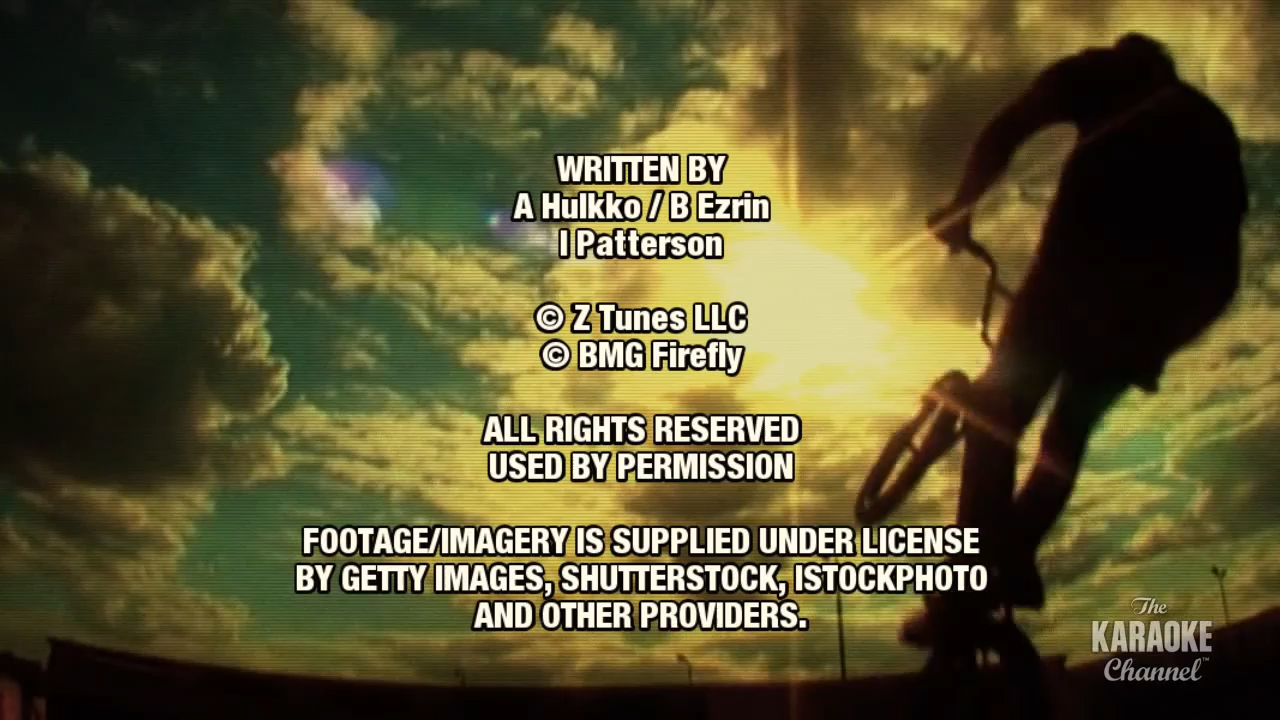 WRITTEN BY
A Hulkko / B Ezrin
I Patterson
© Z Tunes LLC
© BMG Firefly
ALL RIGHTS RESERVED
USED BY PERMISSION
FOOTAGE/IMAGERY IS SUPPLIED UNDER LICENSE
BY GETTY IMAGES, SHUTTERSTOCK, ISTOCKPHOTO
AND OTHER PROVIDERS.
The
KARAOKE
Channel™